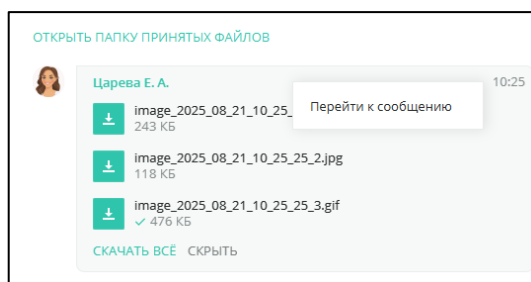 ОТКРЫТЬ ПАПКУ ПРИНЯТЫХ ФАЙЛОВ
Царева Е. А. 10:25
Перейти к сообщению
image_2025_08_21_10_25_
243 КБ
image_2025_08_21_10_25_25_2.jpg
118 КБ
image_2025_08_21_10_25_25_3.gif
476 КБ
СКАЧАТЬ ВСЁ СКРЫТЬ